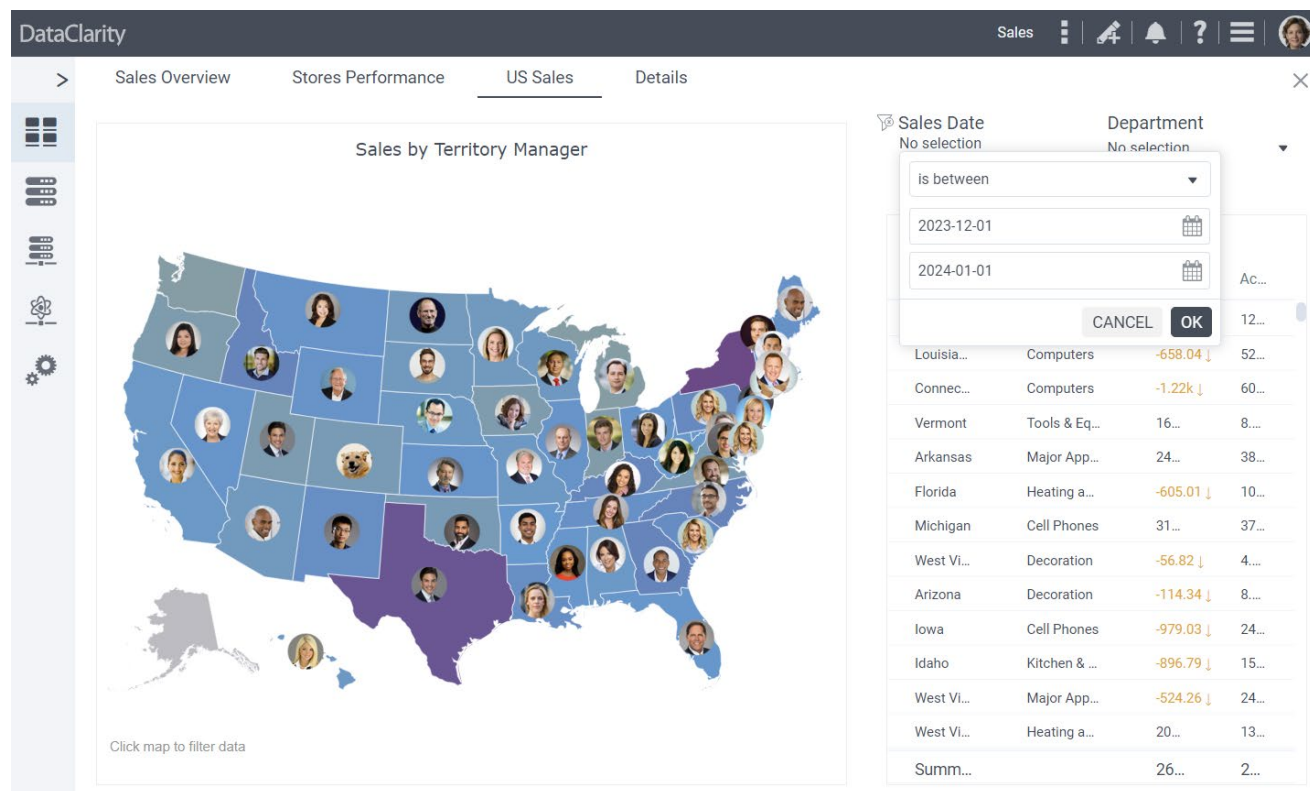 DataClarity
Sales
?
Sales Overview Stores Performance US Sales Details
Sales by Territory Manager
Click map to filter data
Sales Date Department
No selection No selection
is between
2023-12-01
2024-01-01
CANCEL OK
Ac...
12...
Louisia... Computers -658.04 ↓ 52...
Connec... Computers -1.22k ↓ 60...
Vermont Tools & Eq... 16... 8....
Arkansas Major App... 24... 38...
Florida Heating a... -605.01 ↓ 10...
Michigan Cell Phones 31... 37...
West Vi... Decoration -56.82 ↓ 4....
Arizona Decoration -114.34 ↓ 8....
Iowa Cell Phones -979.03 ↓ 24...
Idaho Kitchen & ... -896.79 ↓ 15...
West Vi... Major App... -524.26 ↓ 24...
West Vi... Heating a... 20... 13...
Summ... 26... 2...